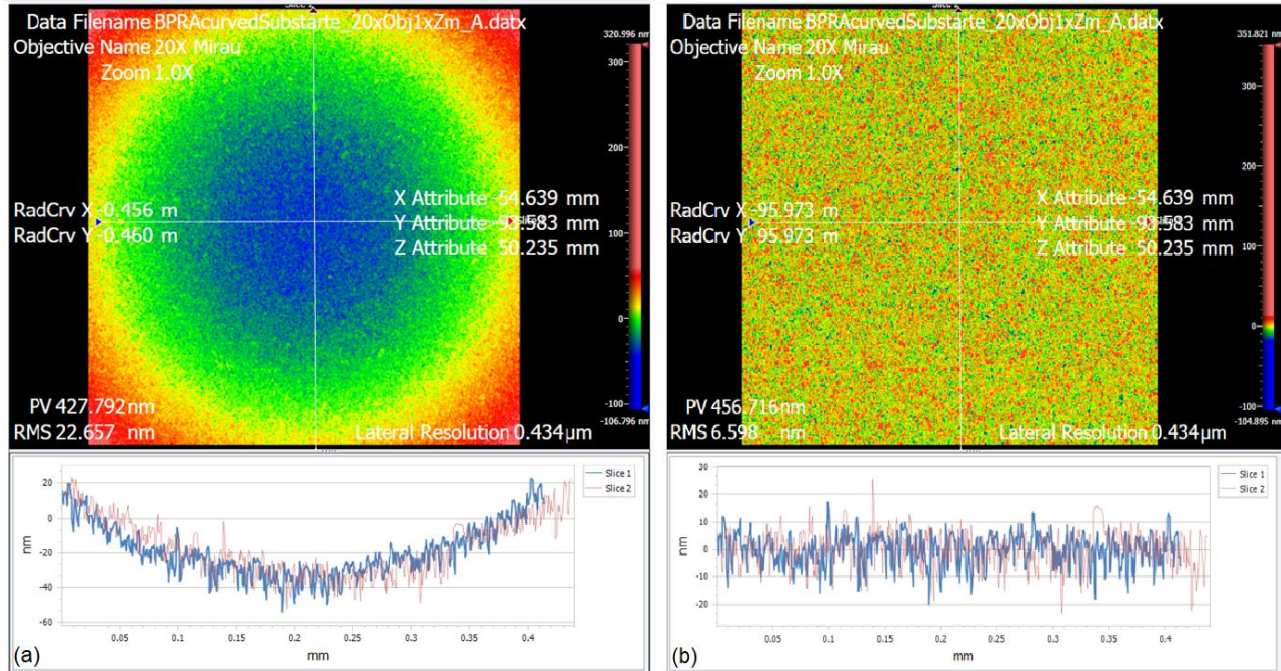 Slice 1
Data Filename BPRAcurvedSubstarte_20xObj1xZm_A.datx
Objective Name 20X Mirau
Zoom 1.0X
320.996 nm
300
200
100
0
-100
-106.796 nm
X Attribute -54.639 mm
RadCrv X -0.456 m
Y Attribute -93.583 mm
RadCrv Y -0.460 m
Z Attribute 50.235 mm
PV 427.792 nm
RMS 22.657 nm
Lateral Resolution 0.434 µm
20
0
-20
-40
-60
nm
Slice 1
Slice 2
0.05
0.1
0.15
0.2
0.25
0.3
0.35
0.4
mm
(a)
Data Filename BPRAcurvedSubstarte_20xObj1xZm_A.datx
Objective Name 20X Mirau
Zoom 1.0X
351.821 nm
300
200
100
0
-100
-104.895 nm
X Attribute -54.639 mm
RadCrv X -95.973 m
Y Attribute -93.583 mm
RadCrv Y 95.973 m
Z Attribute 50.235 mm
PV 456.716 nm
RMS 6.598 nm
Lateral Resolution 0.434 µm
30
20
10
0
-10
-20
nm
Slice 1
Slice 2
0.05
0.1
0.15
0.2
0.25
0.3
0.35
0.4
mm
(b)